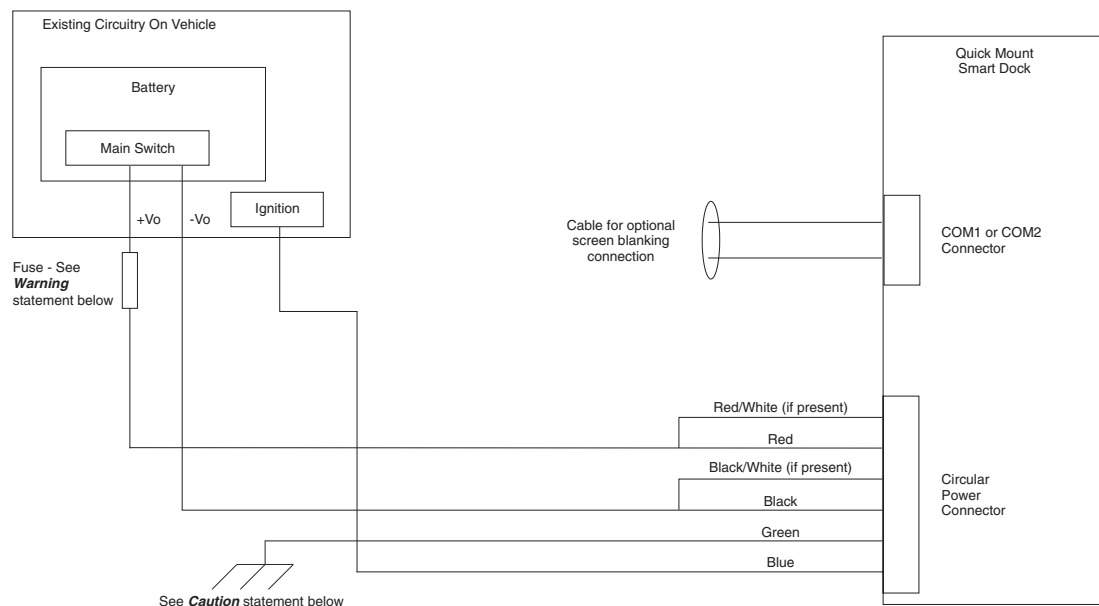 Existing Circuitry On Vehicle
Battery
Main Switch
+Vo
-Vo
Ignition
Fuse - See
Warning
statement below
Quick Mount
Smart Dock
Cable for optional
screen blanking
connection
COM1 or COM2
Connector
Red/White (if present)
Red
Black/White (if present)
Black
Green
Blue
Circular
Power
Connector
See Caution statement below